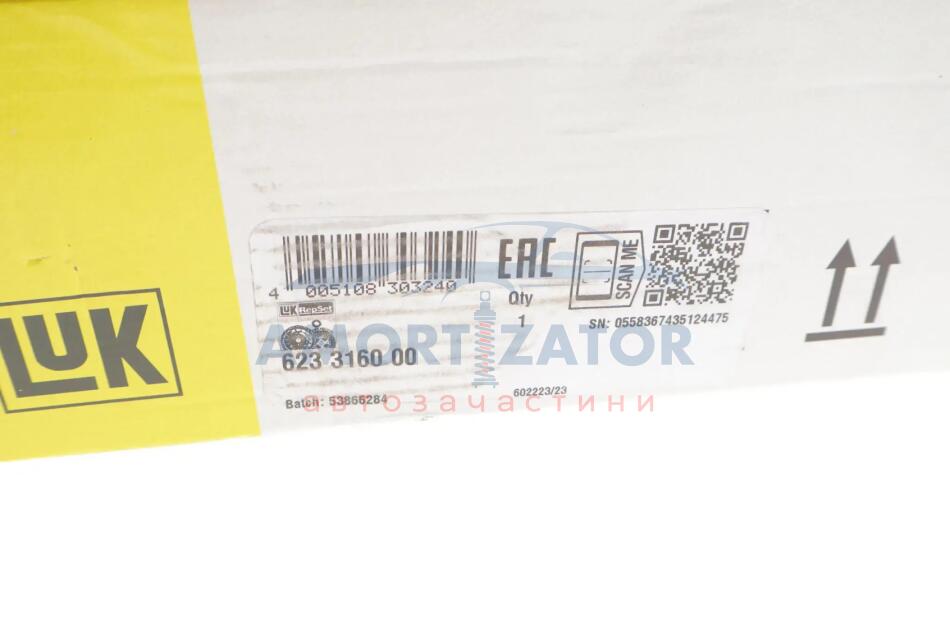 LUK
4 005108 303240
EAC
SCAN ME
Qty
1
SN: 0558367435124475
LUK RepSet
AMORTIZATOR
623 3160 00
автозапчастини
Batch: 53866284
602223/23